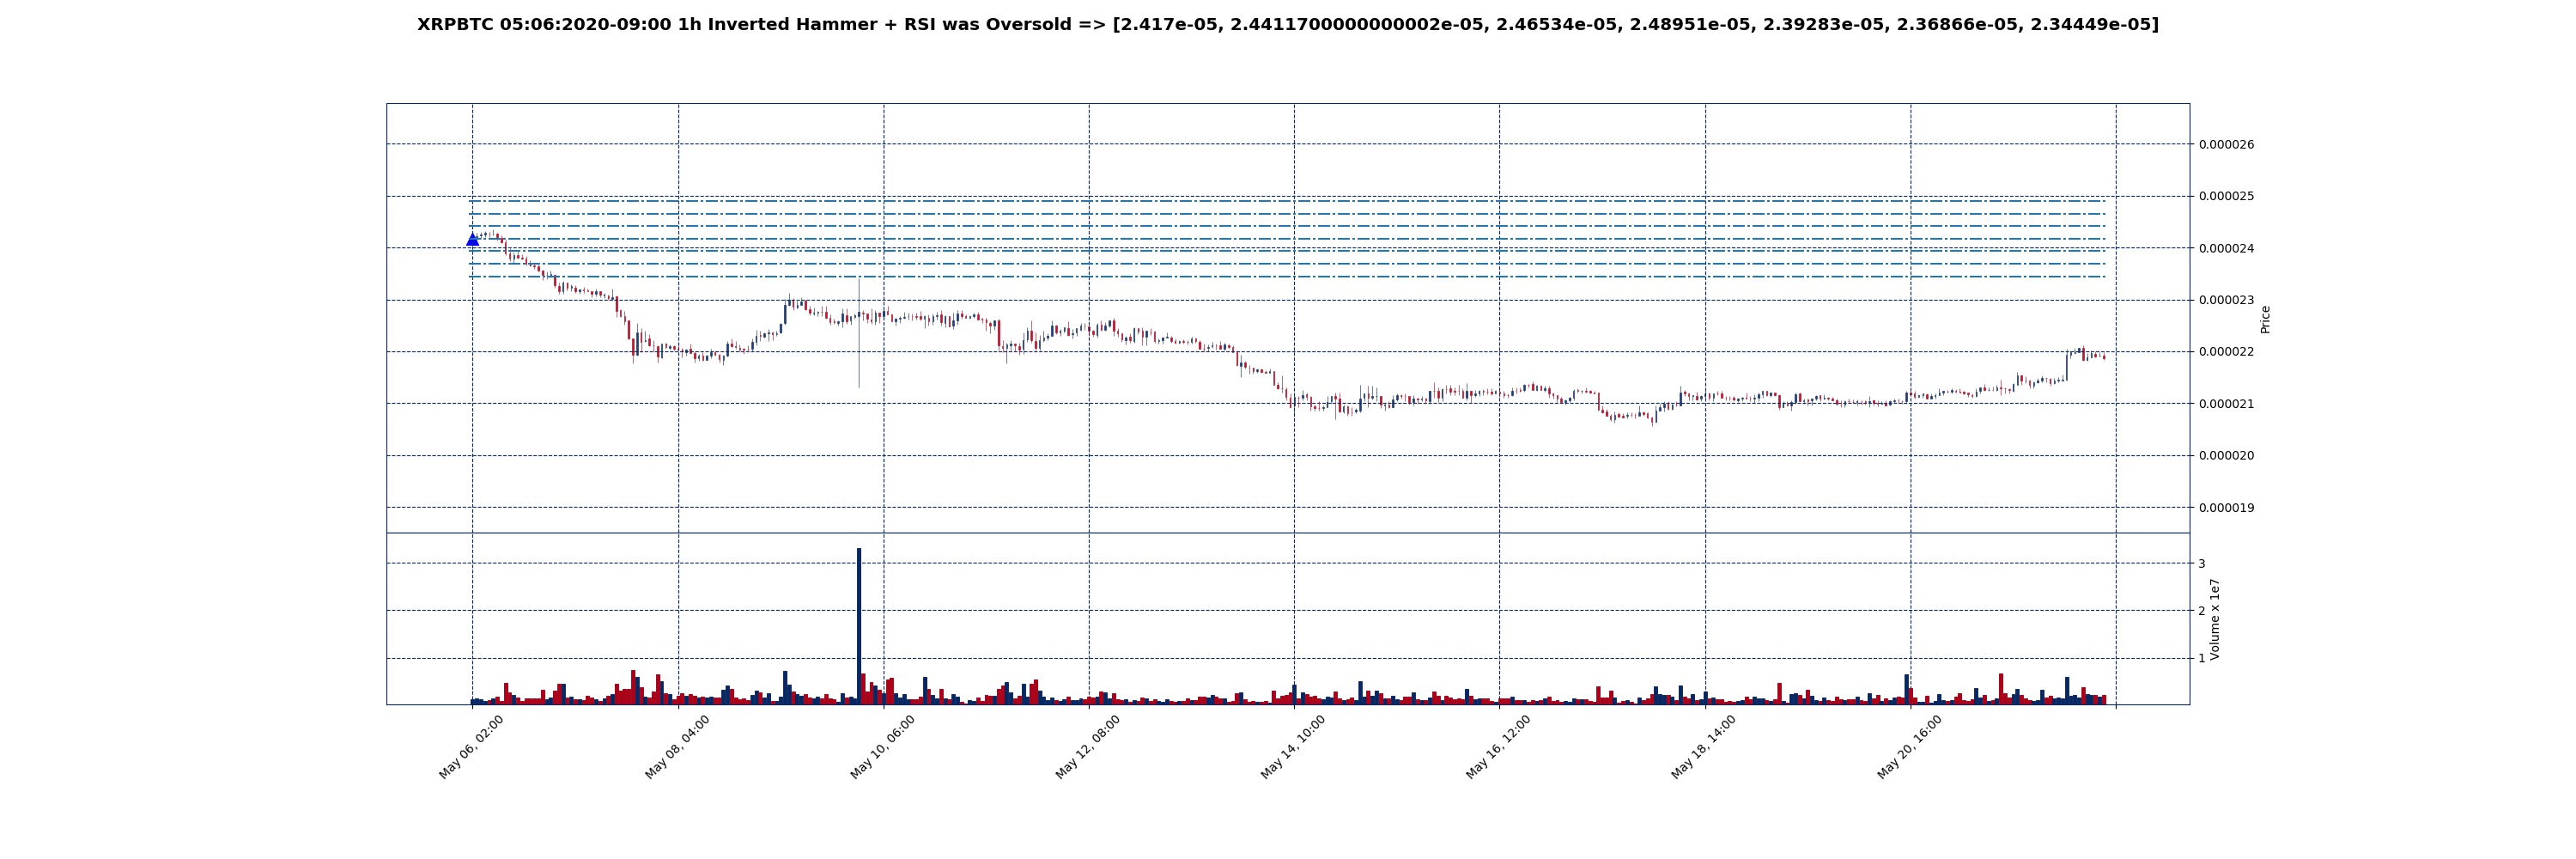 XRPBTC 05:06:2020-09:00 1h Inverted Hammer + RSI was Oversold => [2.417e-05, 2.4411700000000002e-05, 2.46534e-05, 2.48951e-05, 2.39283e-05, 2.36866e-05, 2.34449e-05]
0.000026
0.000025
0.000024
0.000023
Price
0.000022
0.000021
0.000020
0.000019
3
2
Volume x 1e7
1
May 06, 02:00
May 08, 04:00
May 10, 06:00
May 12, 08:00
May 14, 10:00
May 16, 12:00
May 18, 14:00
May 20, 16:00